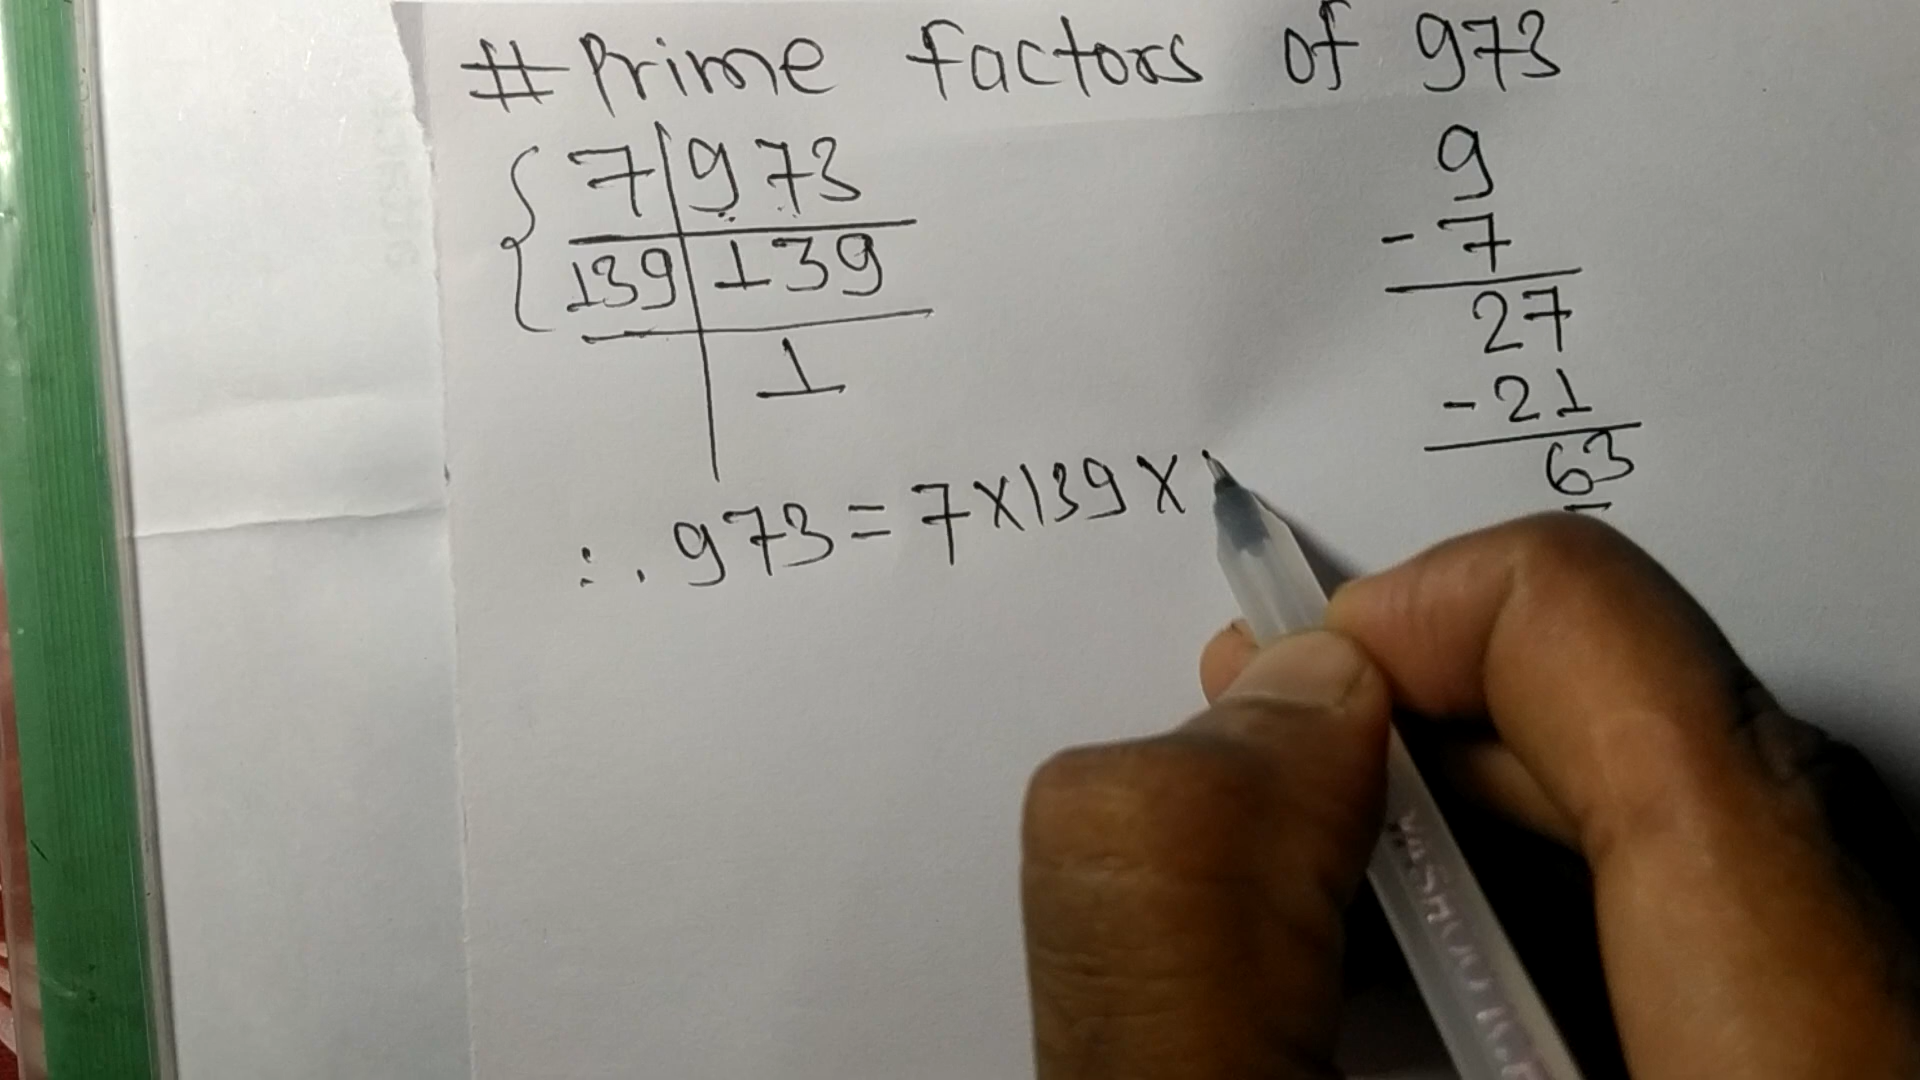 # Prime factors of 973
7 | 973
139 | 139
1
∴ 973 = 7 × 139 ×
9
- 7
27
- 21
63